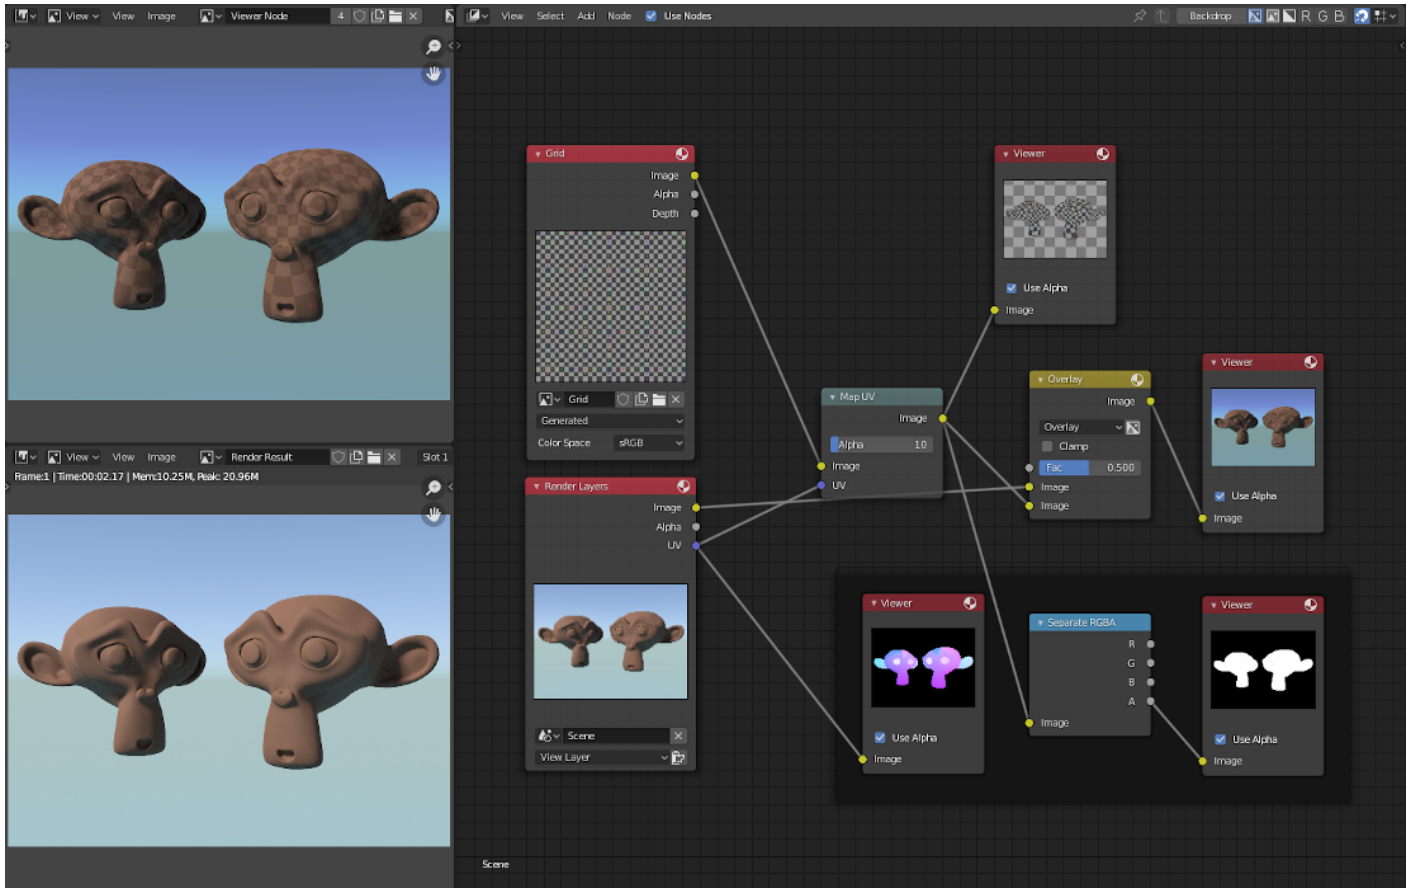 View View Image Viewer Node 4
View Select Add Node Use Nodes Backdrop R G B
View View Image Render Result Slot 1
Frame:1 | Time:00:02.17 | Mem:10.25M, Peak: 20.96M
Grid
Image
Alpha
Depth
Grid
Generated
Color Space sRGB
Render Layers
Image
Alpha
UV
Scene
View Layer
Map UV
Image
Alpha 10
Image
UV
Viewer
Use Alpha
Image
Overlay
Image
Overlay
Clamp
Fac 0.500
Image
Image
Viewer
Use Alpha
Image
Viewer
Use Alpha
Image
Separate RGBA
R
G
B
A
Image
Viewer
Use Alpha
Image
Scene